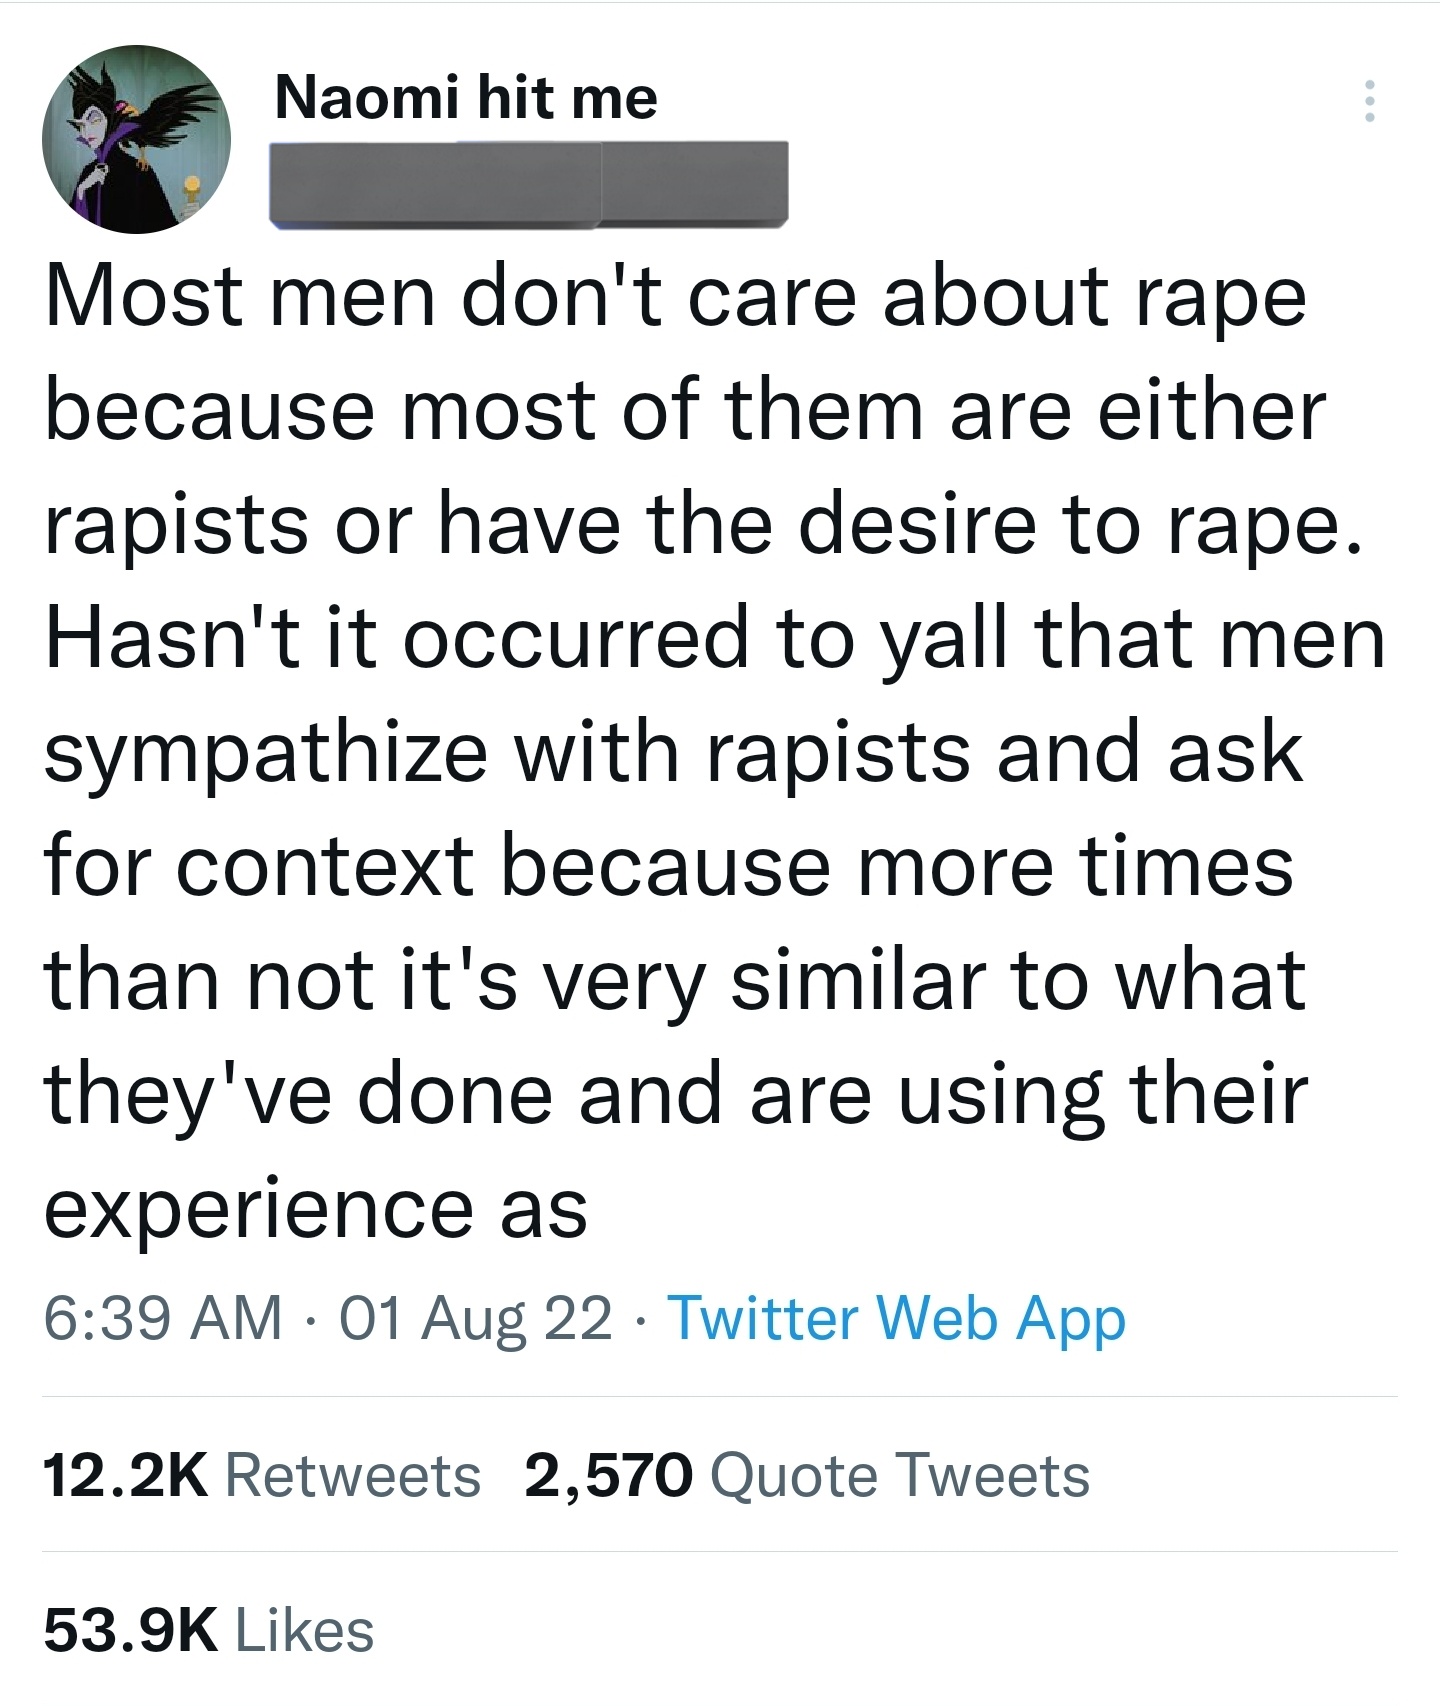 Naomi hit me
Most men don't care about rape
because most of them are either
rapists or have the desire to rape.
Hasn't it occurred to yall that men
sympathize with rapists and ask
for context because more times
than not it's very similar to what
they've done and are using their
experience as
6:39 AM · 01 Aug 22 · Twitter Web App
12.2K Retweets 2,570 Quote Tweets
53.9K Likes